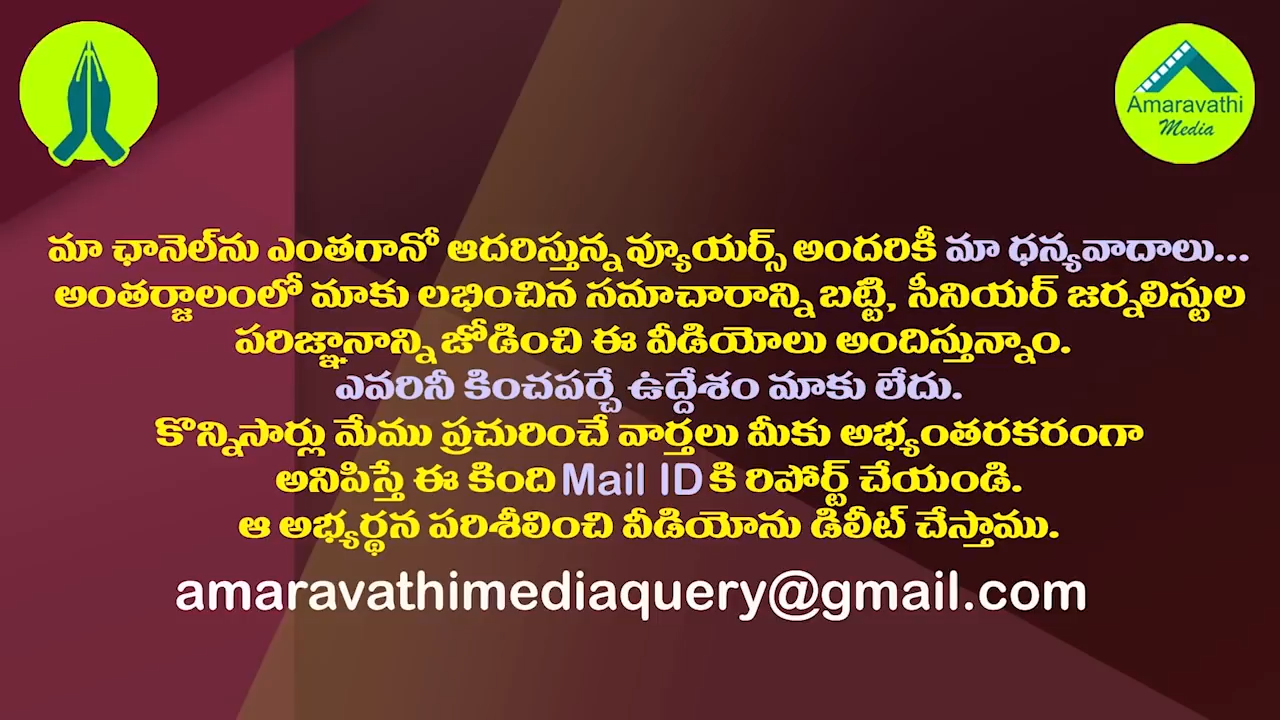 Amaravathi
Media
మా ఛానెల్‌ను ఎంతగానో ఆదరిస్తున్న వ్యూయర్స్ అందరికీ మా ధన్యవాదాలు...
అంతర్జాలంలో మాకు లభించిన సమాచారాన్ని బట్టి, సీనియర్ జర్నలిస్టుల
పరిజ్ఞానాన్ని జోడించి ఈ వీడియోలు అందిస్తున్నాం.
ఎవరినీ కించపర్చే ఉద్దేశం మాకు లేదు.
కొన్నిసార్లు మేము ప్రచురించే వార్తలు మీకు అభ్యంతరకరంగా
అనిపిస్తే ఈ కింది Mail ID కి రిపోర్ట్ చేయండి.
ఆ అభ్యర్థన పరిశీలించి వీడియోను డిలీట్ చేస్తాము.
amaravathimediaquery@gmail.com